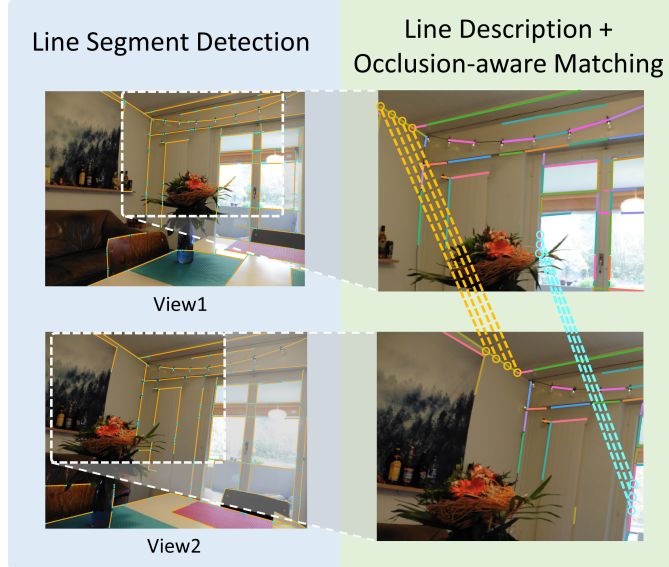 Line Segment Detection
Line Description +
Occlusion-aware Matching
View1
View2